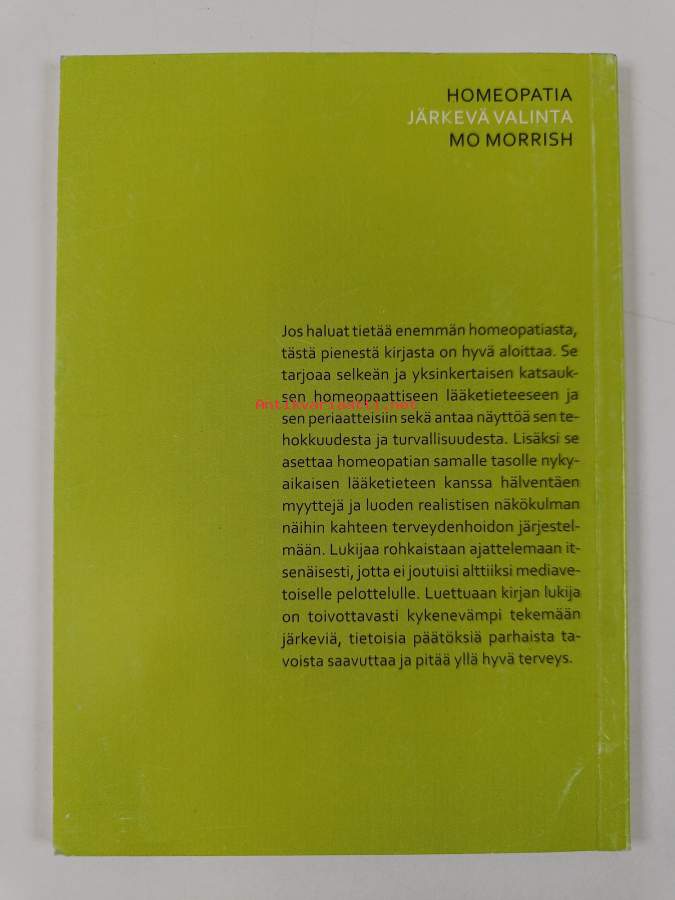 HOMEOPATIA
JÄRKEVÄ VALINTA
MO MORRISH
Jos haluat tietää enemmän homeopatiasta,
tästä pienestä kirjasta on hyvä aloittaa. Se
tarjoaa selkeän ja yksinkertaisen katsauk-
sen homeopaattiseen lääketieteeseen ja
Antikvariaatti.net
sen periaatteisiin sekä antaa näyttöä sen te-
hokkuudesta ja turvallisuudesta. Lisäksi se
asettaa homeopatian samalle tasolle nyky-
aikaisen lääketieteen kanssa hälventäen
myyttejä ja luoden realistisen näkökulman
näihin kahteen terveydenhoidon järjestel-
mään. Lukijaa rohkaistaan ajattelemaan it-
senäisesti, jotta ei joutuisi alttiiksi mediave-
toiselle pelottelulle. Luettuaan kirjan lukija
on toivottavasti kykenevämpi tekemään
järkeviä, tietoisia päätöksiä parhaista ta-
voista saavuttaa ja pitää yllä hyvä terveys.